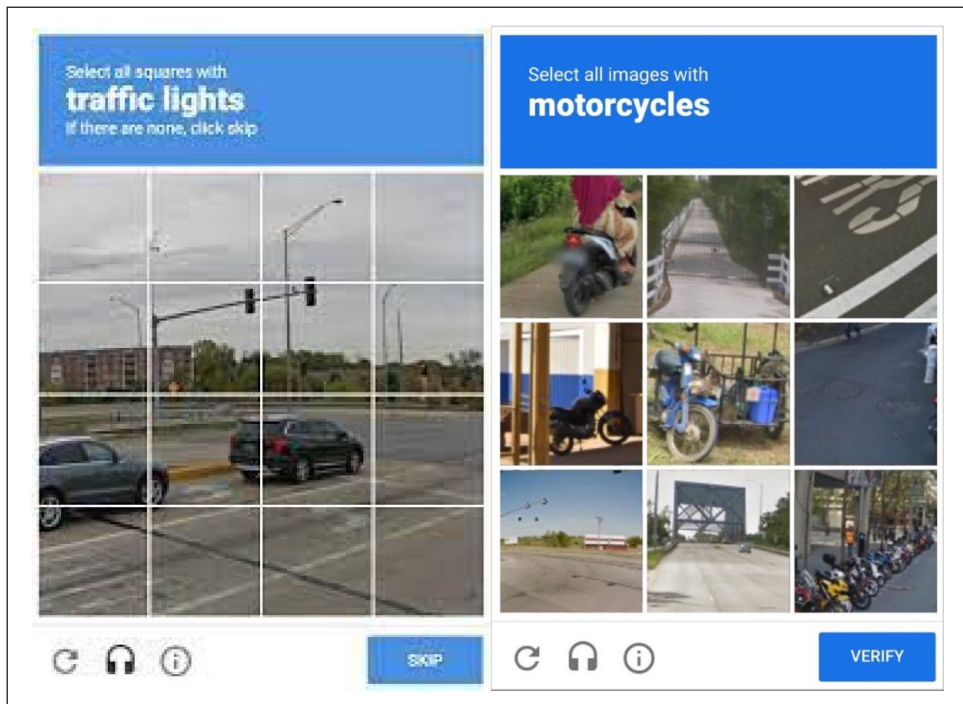 Select all squares with
traffic lights
If there are none, click skip
SKIP
Select all images with
motorcycles
VERIFY